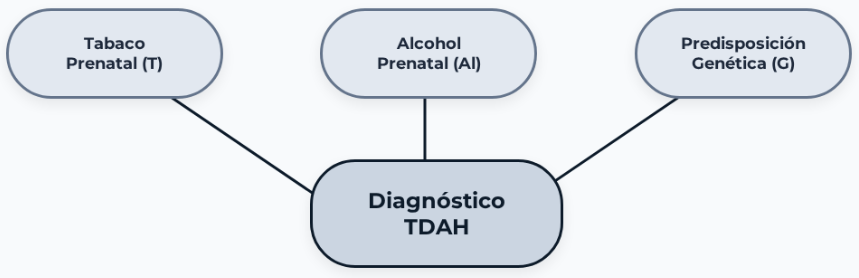 Tabaco
Prenatal (T)
Alcohol
Prenatal (Al)
Predisposición
Genética (G)
Diagnóstico
TDAH